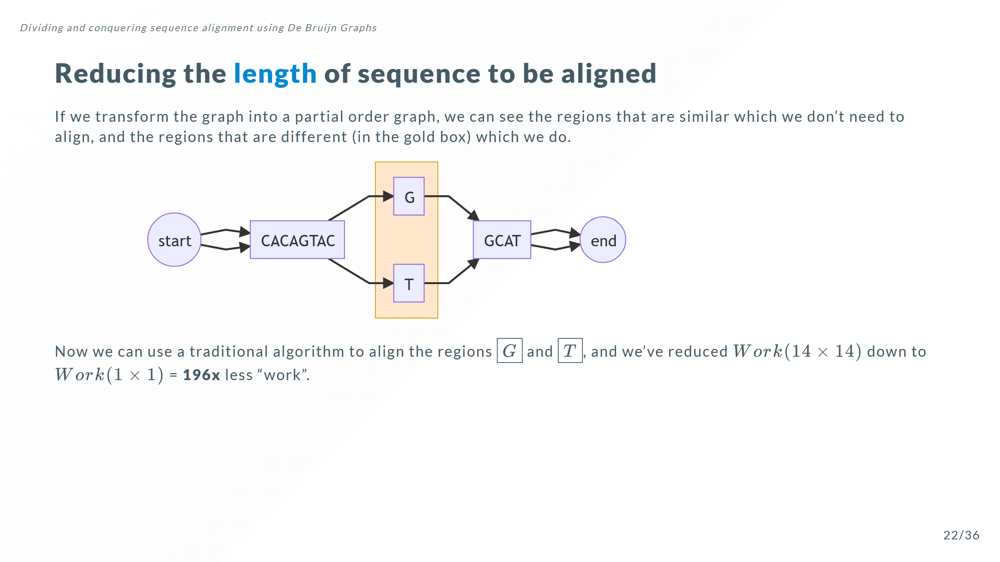 Dividing and conquering sequence alignment using De Bruijn Graphs
Reducing the length of sequence to be aligned
If we transform the graph into a partial order graph, we can see the regions that are similar which we don’t need to
align, and the regions that are different (in the gold box) which we do.
G
start
CACAGTAC
GCAT
end
T
Now we can use a traditional algorithm to align the regions G and T, and we’ve reduced Work(14 × 14) down to
Work(1 × 1) = 196x less “work”.
22/36